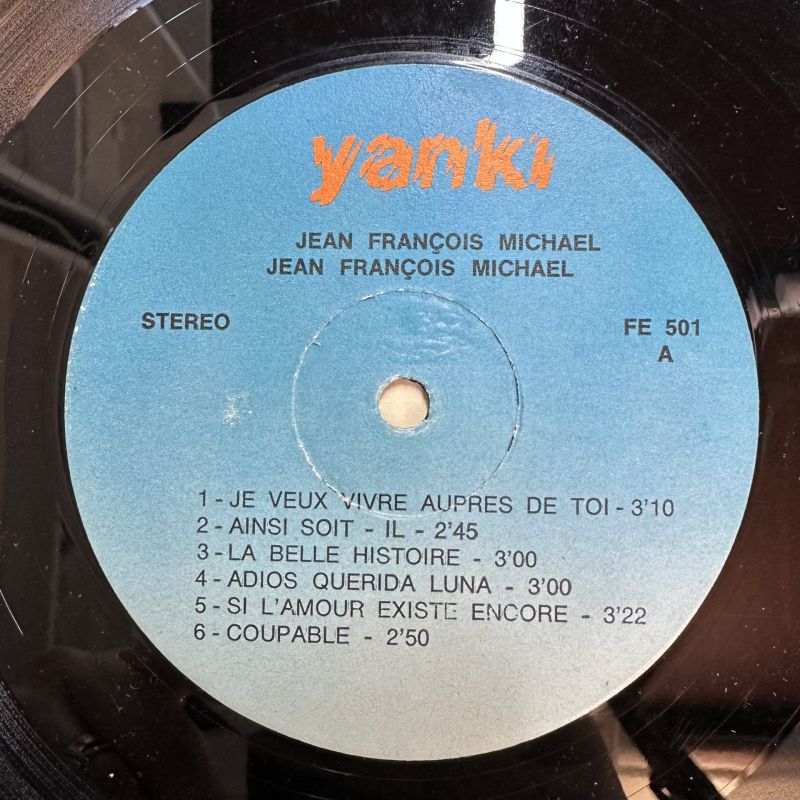 yanki
JEAN FRANÇOIS MICHAEL
JEAN FRANÇOIS MICHAEL
STEREO
FE 501
A
1 - JE VEUX VIVRE AUPRES DE TOI - 3'10
2 - AINSI SOIT - IL - 2'45
3 - LA BELLE HISTOIRE - 3'00
4 - ADIOS QUERIDA LUNA - 3'00
5 - SI L'AMOUR EXISTE ENCORE - 3'22
6 - COUPABLE - 2'50